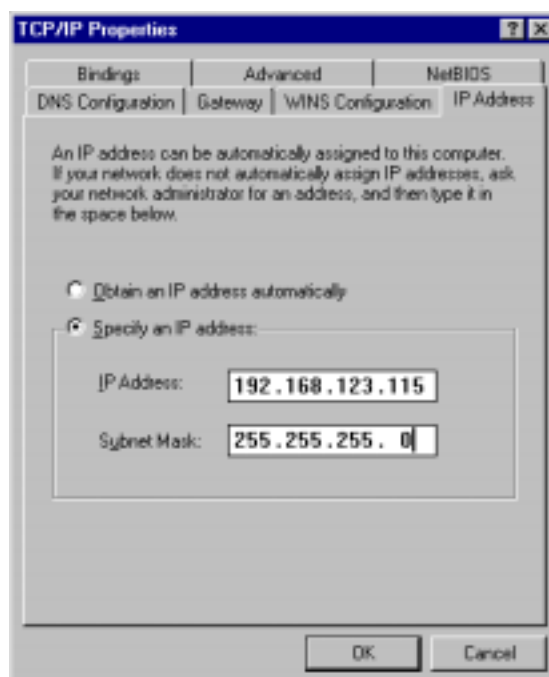 TCP/IP Properties
Bindings Advanced NetBIOS
DNS Configuration Gateway WINS Configuration IP Address
An IP address can be automatically assigned to this computer.
If your network does not automatically assign IP addresses, ask
your network administrator for an address, and then type it in
the space below.
Obtain an IP address automatically
Specify an IP address:
IP Address: 192.168.123.115
Subnet Mask: 255.255.255. 0
OK Cancel